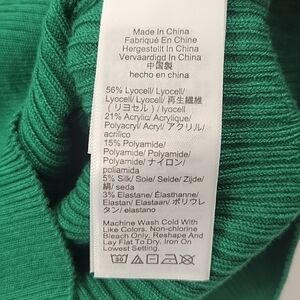 Made In China
Fabriqué En Chine
Hergestellt In China
Vervaardigd In China
中国製
hecho en china
56% Lyocell/ Lyocell/
Lyocell/ Lyocell/ 再生繊維
(リヨセル)/ lyocell
21% Acrylic/ Acrylique/
Polyacryl/ Acryl/ アクリル/
acrílico
15% Polyamide/
Polyamide/ Polyamid/
Polyamide/ ナイロン/
poliamida
5% Silk/ Soie/ Seide/ Zijde/
絹/seda
3% Elastane/ Élasthanne/
Elastan/ Elastaan/ ポリウレ
タン/ elastano
Machine Wash Cold With
Like Colors, Non-chlorine
Bleach Only, Reshape And
Lay Flat To Dry. Iron On
Lowest Setting.